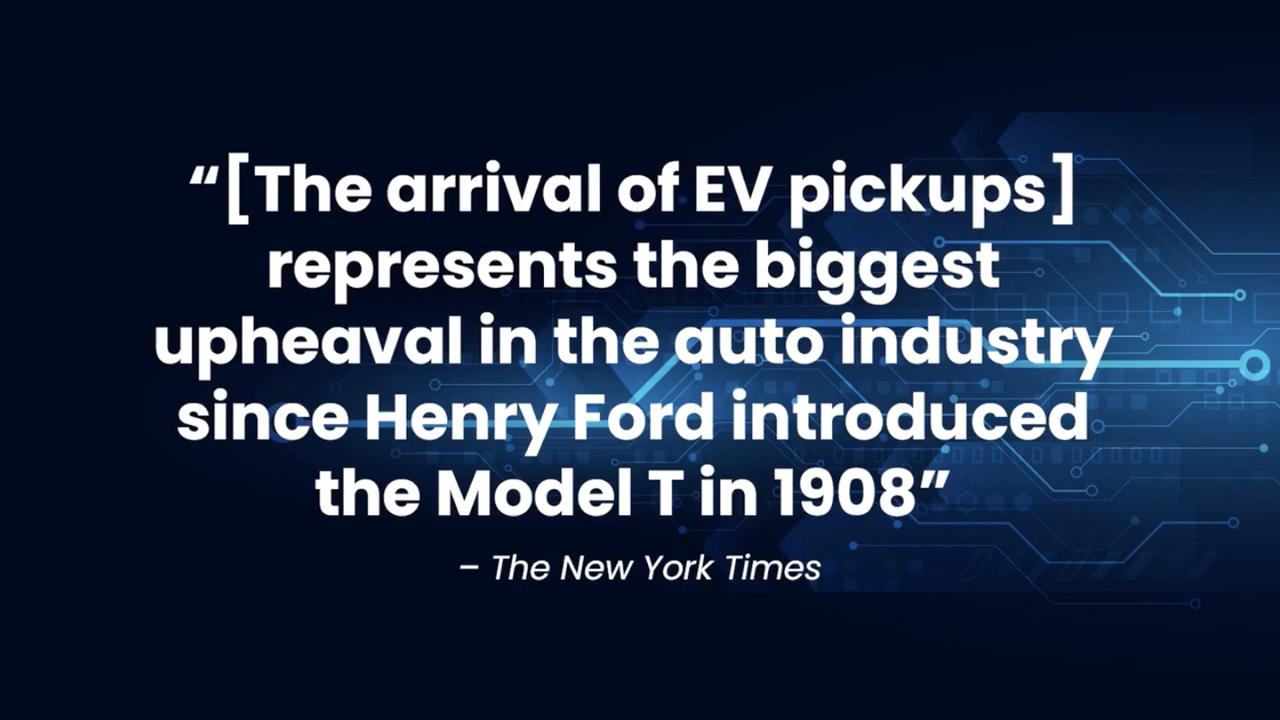 “[The arrival of EV pickups]
represents the biggest
upheaval in the auto industry
since Henry Ford introduced
the Model T in 1908”
– The New York Times